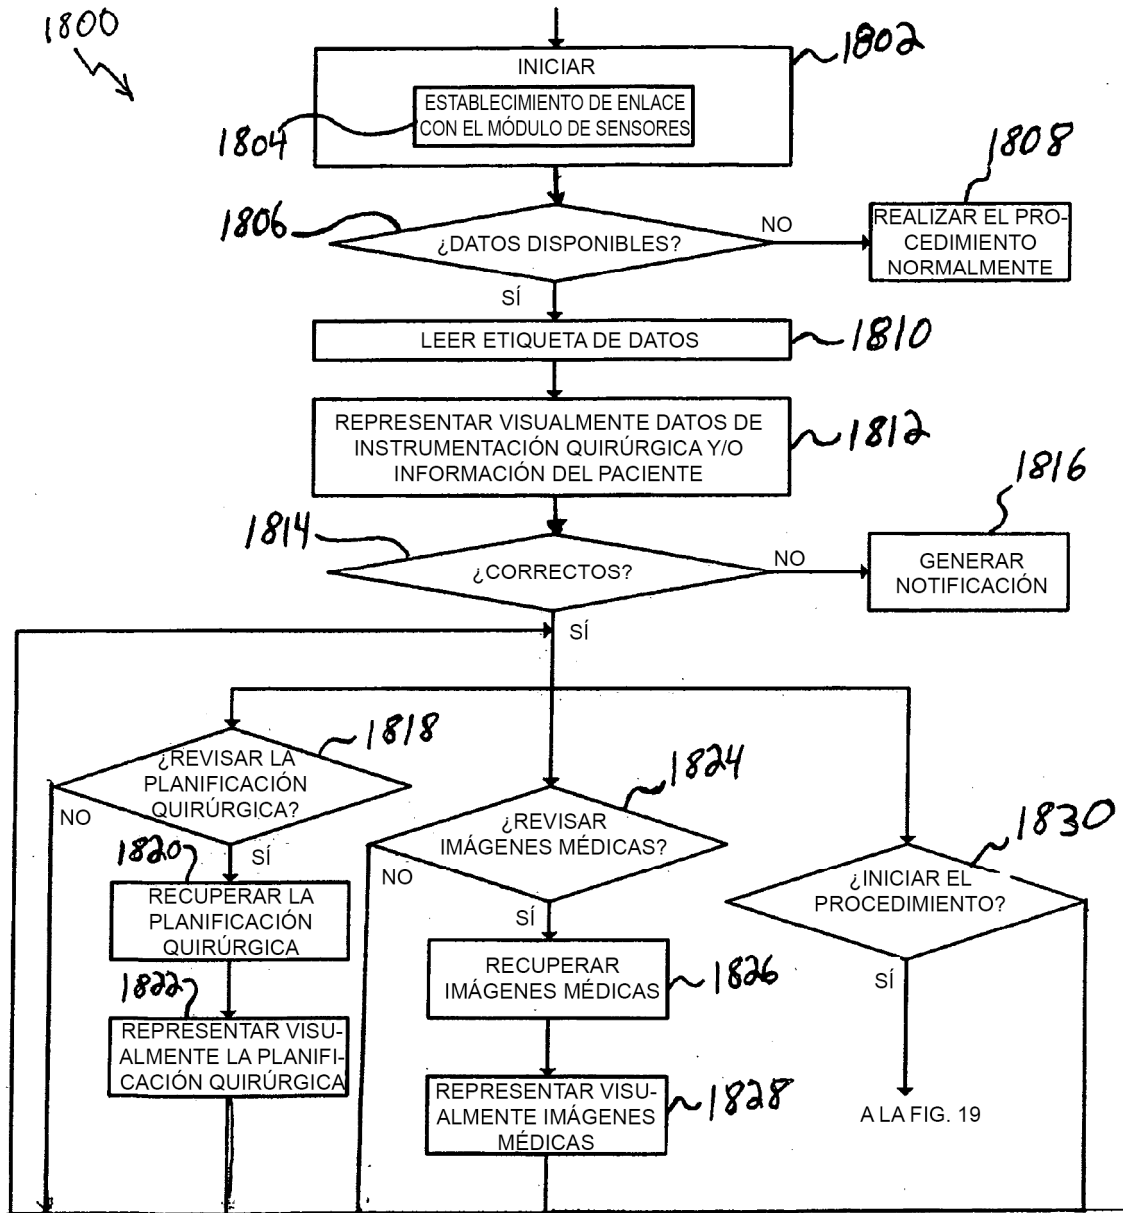 1800
1802
INICIAR
ESTABLECIMIENTO DE ENLACE
CON EL MÓDULO DE SENSORES
1804
1808
1806
¿DATOS DISPONIBLES?
NO
REALIZAR EL PRO-
CEDIMIENTO
NORMALMENTE
SÍ
LEER ETIQUETA DE DATOS
1810
REPRESENTAR VISUALMENTE DATOS DE
INSTRUMENTACIÓN QUIRÚRGICA Y/O
INFORMACIÓN DEL PACIENTE
1812
1816
1814
¿CORRECTOS?
NO
GENERAR
NOTIFICACIÓN
SÍ
1818
¿REVISAR LA
PLANIFICACIÓN
QUIRÚRGICA?
NO
SÍ
1820
RECUPERAR LA
PLANIFICACIÓN
QUIRÚRGICA
1822
REPRESENTAR VISU-
ALMENTE LA PLANIFI-
CACIÓN QUIRÚRGICA
1824
¿REVISAR
IMÁGENES MÉDICAS?
NO
SÍ
RECUPERAR
IMÁGENES MÉDICAS
1826
REPRESENTAR VISU-
ALMENTE IMÁGENES
MÉDICAS
1828
1830
¿INICIAR EL
PROCEDIMIENTO?
SÍ
A LA FIG. 19